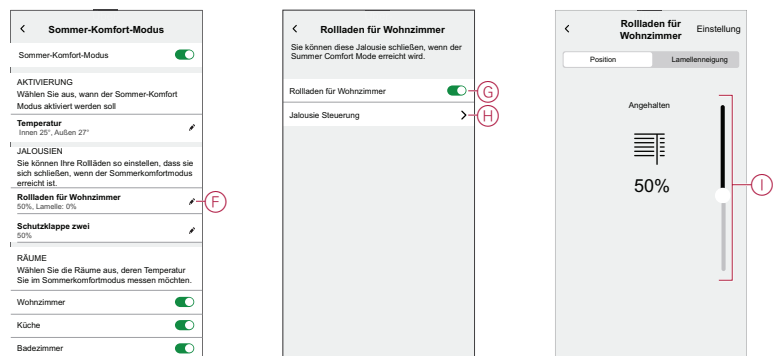 Sommer-Komfort-Modus
Sommer-Komfort-Modus
AKTIVIERUNG
Wählen Sie aus, wann der Sommer-Komfort
Modus aktiviert werden soll
Temperatur
Innen 25°, Außen 27°
JALOUSIEN
Sie können Ihre Rollläden so einstellen, dass sie
sich schließen, wenn der Sommerkomfortmodus
erreicht ist.
Rollladen für Wohnzimmer
50%, Lamelle: 0%
F
Schutzklappe zwei
50%
RÄUME
Wählen Sie die Räume aus, deren Temperatur
Sie im Sommerkomfortmodus messen möchten.
Wohnzimmer
Küche
Badezimmer
Rollladen für Wohnzimmer
Sie können diese Jalousie schließen, wenn der
Summer Comfort Mode erreicht wird.
Rollladen für Wohnzimmer
G
Jalousie Steuerung
H
Rollladen für
Wohnzimmer
Einstellung
Position
Lamellenneigung
Angehalten
50%
I